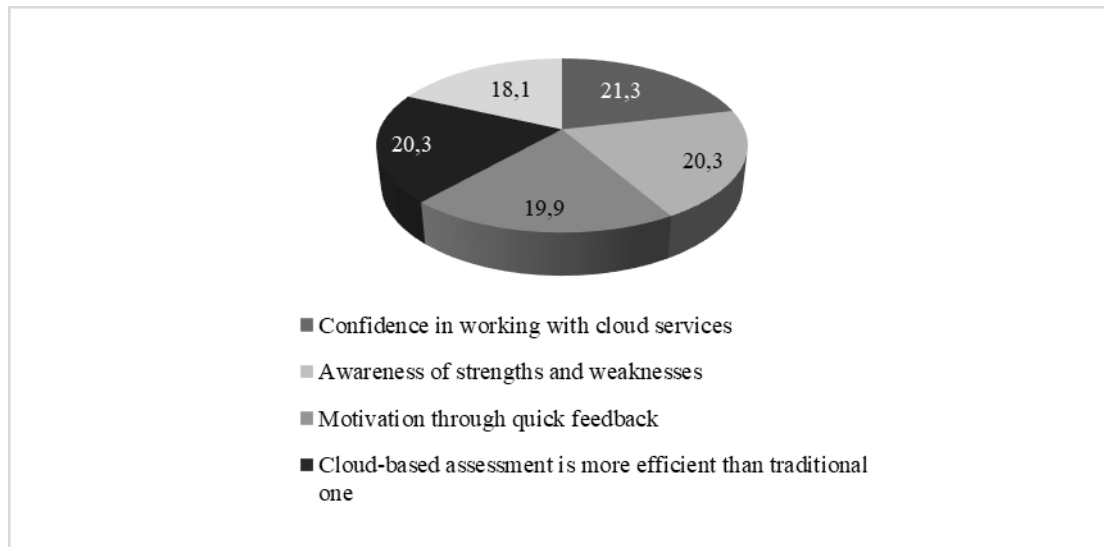 18,1
21,3
20,3
20,3
19,9
Confidence in working with cloud services
Awareness of strengths and weaknesses
Motivation through quick feedback
Cloud-based assessment is more efficient than traditional
one